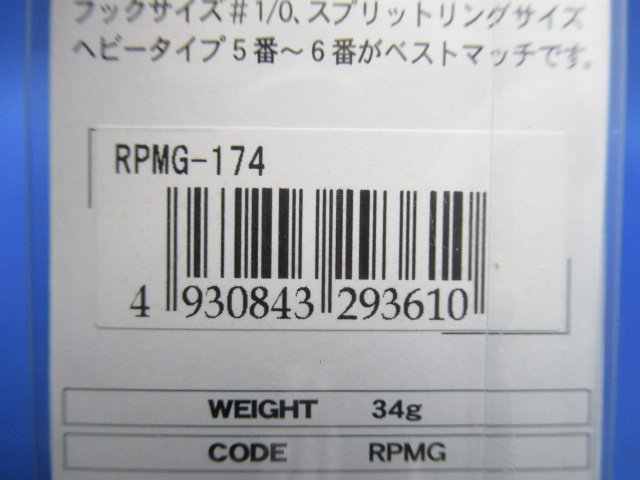 フックサイズ＃1/0、スプリットリングサイズ
ヘビータイプ５番～６番がベストマッチです。
RPMG-174
4 930843 293610
WEIGHT 34g
CODE RPMG